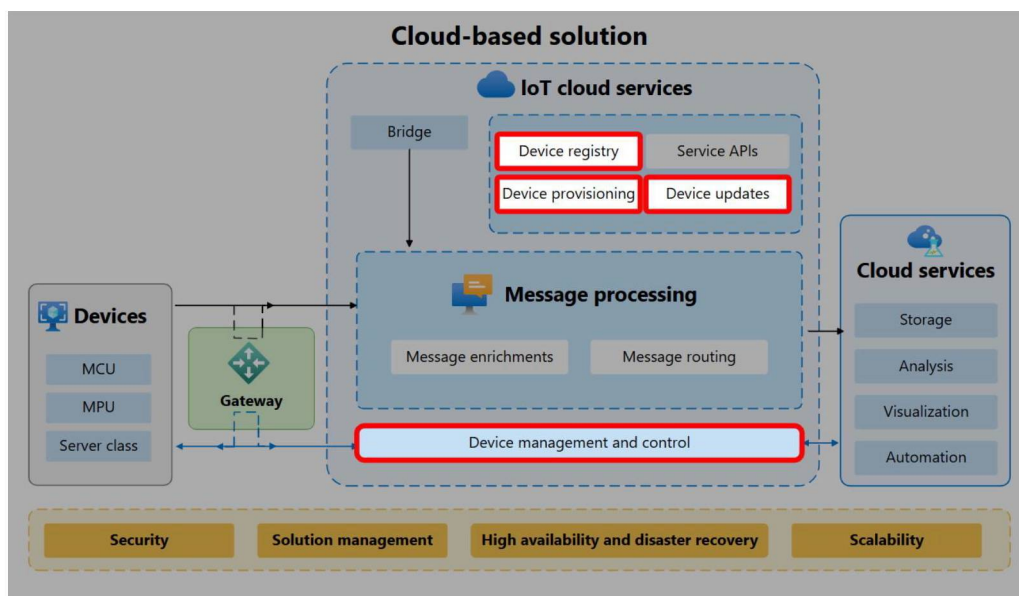 Cloud-based solution
IoT cloud services
Bridge
Device registry
Service APIs
Device provisioning
Device updates
Message processing
Message enrichments
Message routing
Device management and control
Devices
MCU
MPU
Server class
Gateway
Cloud services
Storage
Analysis
Visualization
Automation
Security
Solution management
High availability and disaster recovery
Scalability